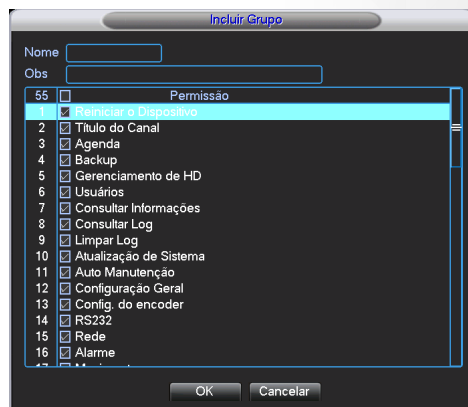 Incluir Grupo
Nome
Obs
55 Permissão
1 Reiniciar o Dispositivo
2 Título do Canal
3 Agenda
4 Backup
5 Gerenciamento de HD
6 Usuários
7 Consultar Informações
8 Consultar Log
9 Limpar Log
10 Atualização de Sistema
11 Auto Manutenção
12 Configuração Geral
13 Config. do encoder
14 RS232
15 Rede
16 Alarme
OK Cancelar